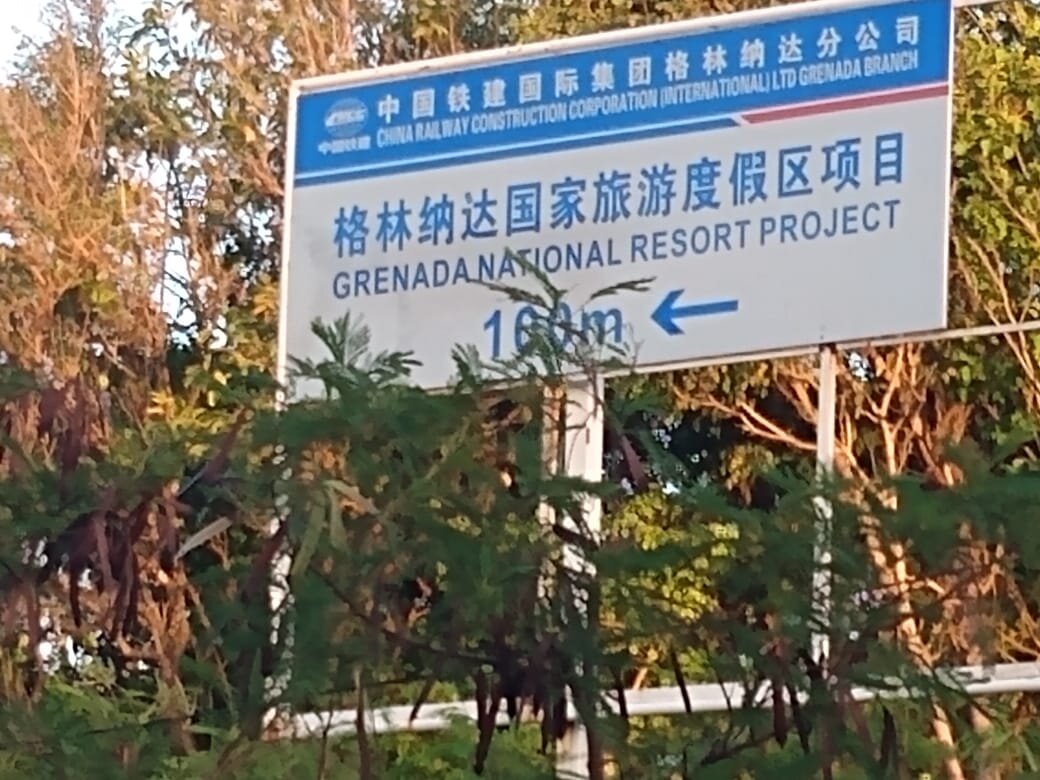 中国铁建国际集团格林纳达分公司
CHINA RAILWAY CONSTRUCTION CORPORATION (INTERNATIONAL) LTD GRENADA BRANCH
中国铁建
格林纳达国家旅游度假区项目
GRENADA NATIONAL RESORT PROJECT